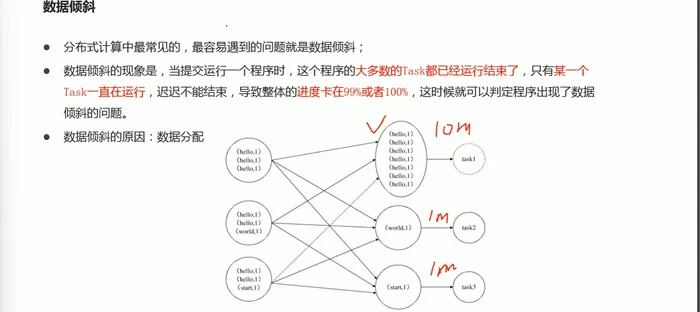 数据倾斜
● 分布式计算中最常见的，最容易遇到的问题就是数据倾斜；
● 数据倾斜的现象是，当提交运行一个程序时，这个程序的大多数的Task都已经运行结束了，只有某一个
Task一直在运行，迟迟不能结束，导致整体的进度卡在99%或者100%，这时候就可以判定程序出现了数据
倾斜的问题。
● 数据倾斜的原因：数据分配
(hello,1)
(hello,1)
(hello,1)
(hello,1)
(hello,1)
(world,1)
(hello,1)
(hello,1)
(start,1)
(hello,1)
(hello,1)
(hello,1)
(hello,1)
(hello,1)
(hello,1)
(hello,1)
10m
task1
(world,1)
1m
task2
(start,1)
1m
task3